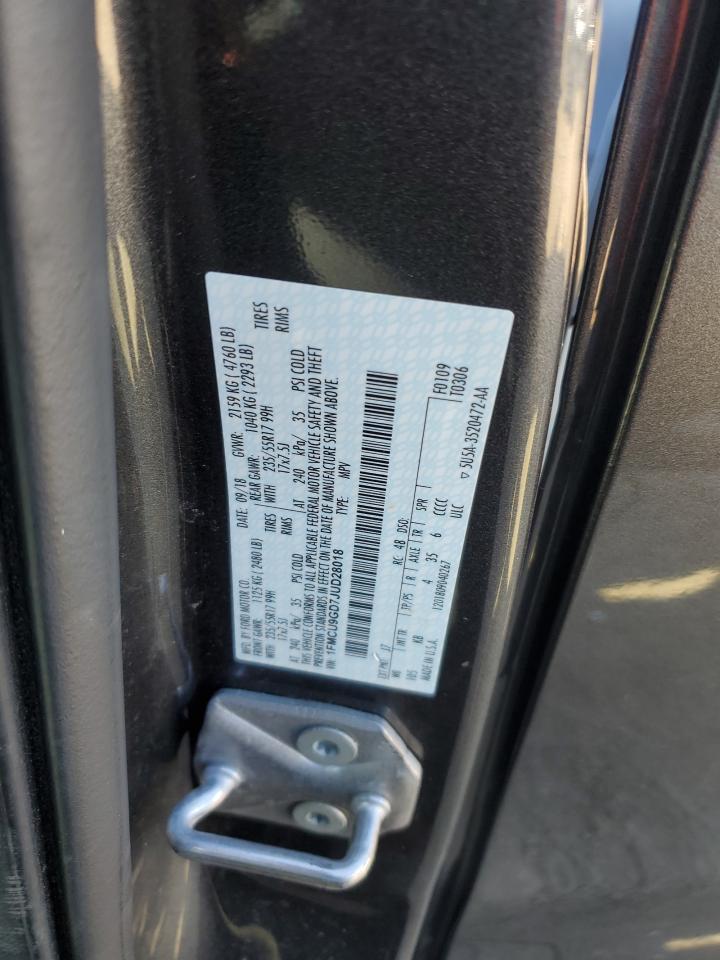 MFD. BY FORD MOTOR CO. DATE: 09/18 GVWR: 2159 KG ( 4760 LB)
FRONT GAWR: 1125 KG ( 2480 LB) REAR GAWR: 1040 KG ( 2293 LB)
WITH 235/55R17 99H TIRES WITH 235/55R17 99H TIRES
17x7.5J RIMS 17x7.5J RIMS
AT 240 kPa/ 35 PSI COLD AT 240 kPa/ 35 PSI COLD
THIS VEHICLE CONFORMS TO ALL APPLICABLE FEDERAL MOTOR VEHICLE SAFETY AND THEFT
PREVENTION STANDARDS IN EFFECT ON THE DATE OF MANUFACTURE SHOWN ABOVE.
VIN: 1FMCU9GD7JUD28018 TYPE: MPV
EXT PNT: J7 RC: 48 DSO: F0109
WB INT TR TP/PS R AXLE TR SPR T0306
105 KB 4 35 6 CCCC
MADE IN U.S.A. 1201809040267 ULC ▽ 5U5A-3520472-AA